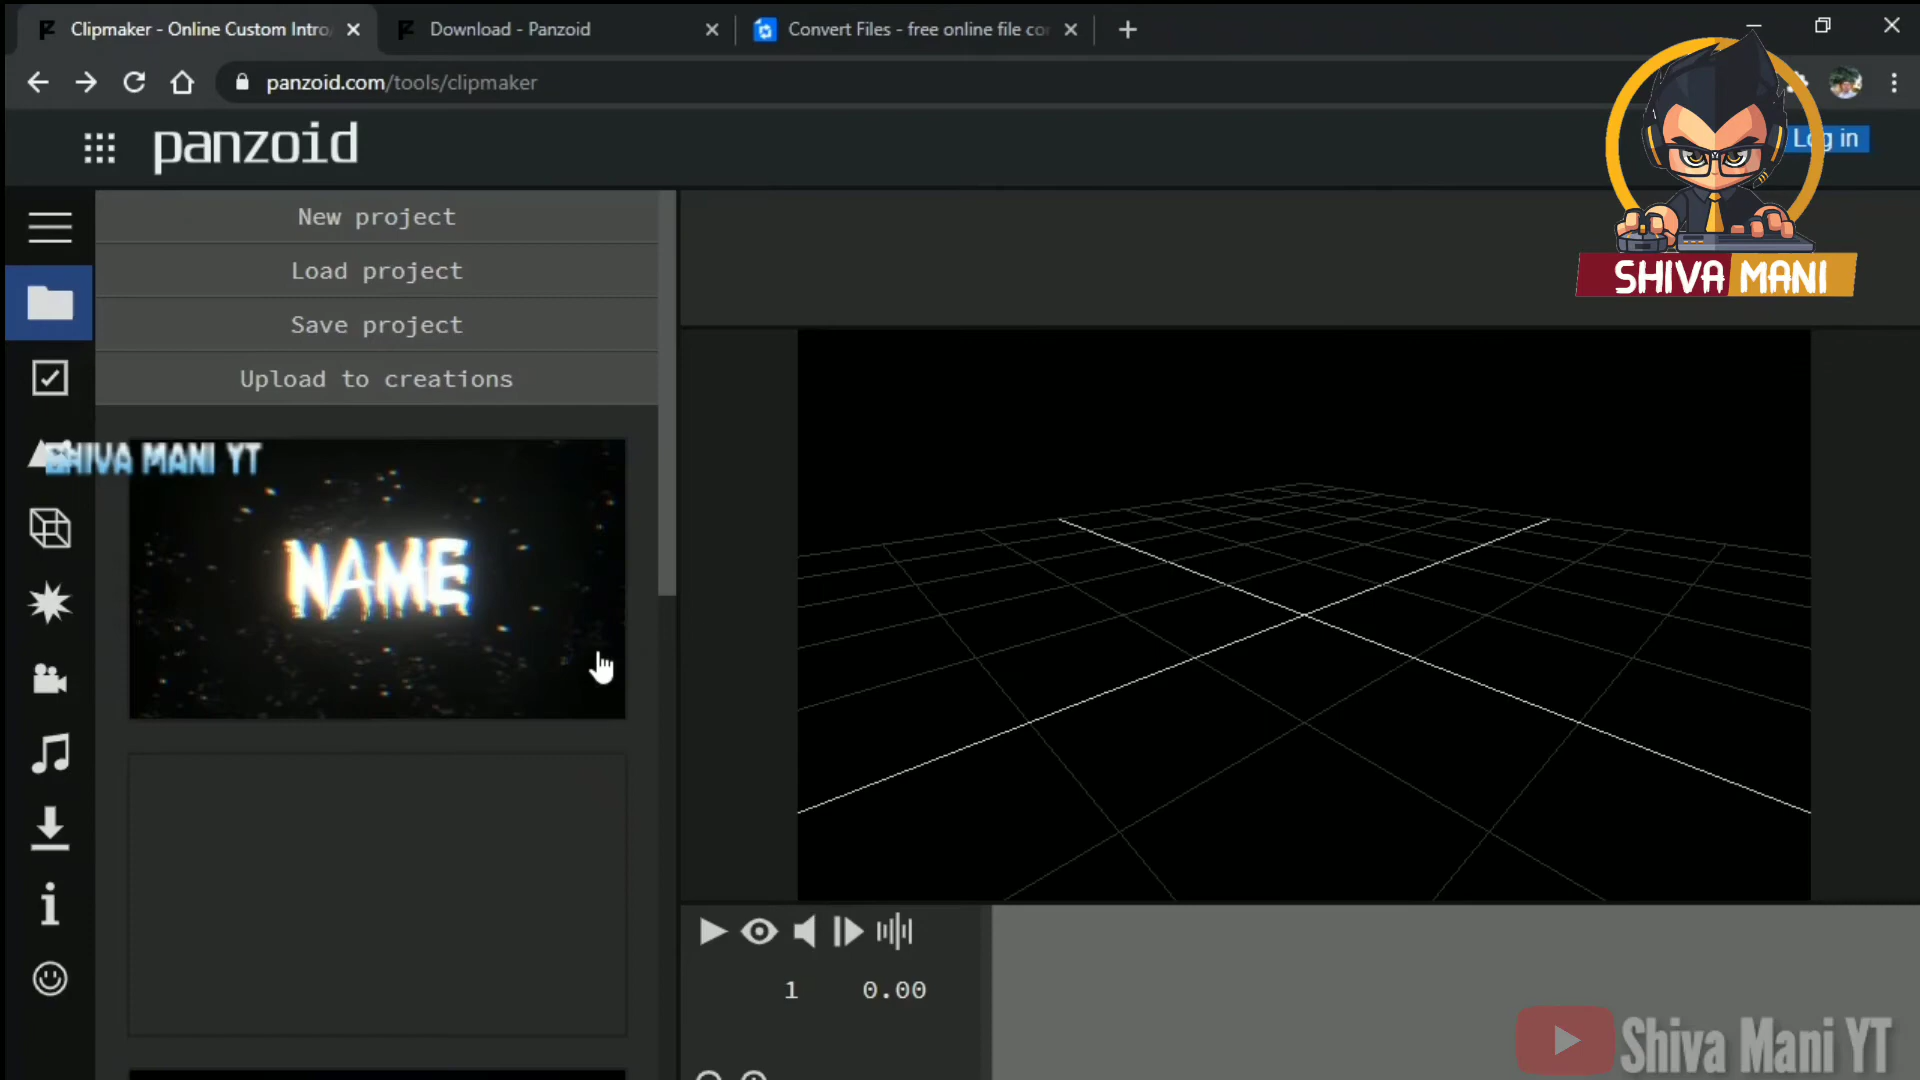 Clipmaker - Online Custom Intro
Download - Panzoid
Convert Files - free online file co
panzoid.com/tools/clipmaker
panzoid
Log in
SHIVA MANI
New project
Load project
Save project
Upload to creations
SHIVA MANI YT
NAME
1 0.00
Shiva Mani YT